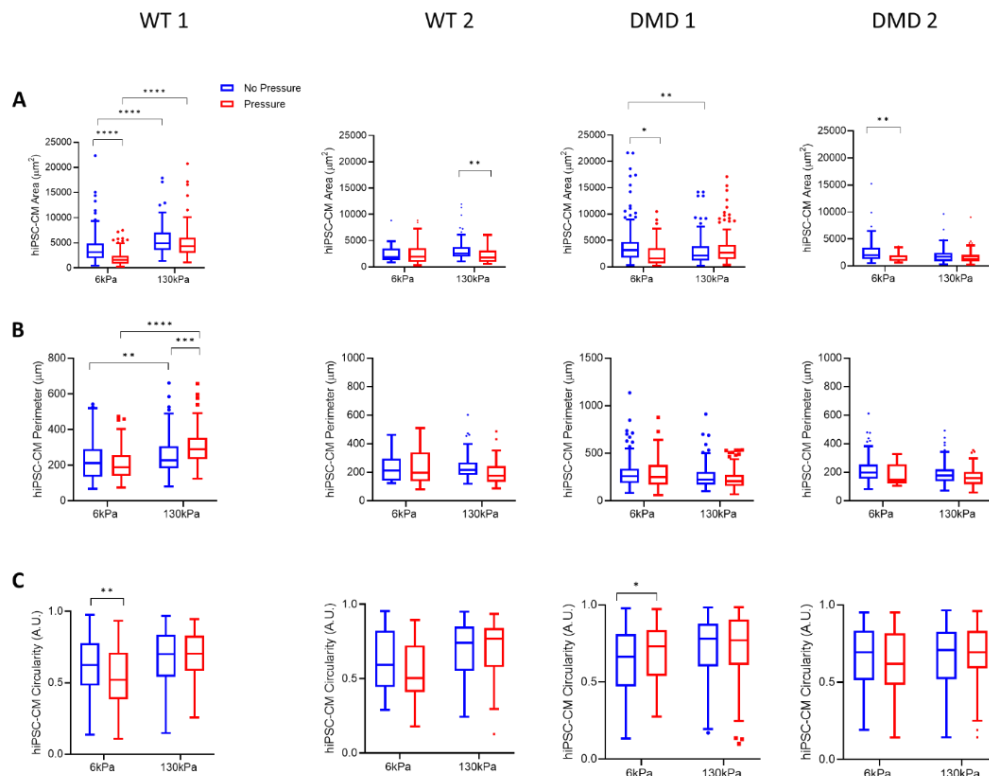 WT 1 WT 2 DMD 1 DMD 2
A
No Pressure
Pressure
**** **** ****
hiPSC-CM Area (μm²)
25000
20000
15000
10000
5000
0
6kPa 130kPa
**
hiPSC-CM Area (μm²)
25000
20000
15000
10000
5000
0
6kPa 130kPa
** *
hiPSC-CM Area (μm²)
25000
20000
15000
10000
5000
0
6kPa 130kPa
**
hiPSC-CM Area (μm²)
25000
20000
15000
10000
5000
0
6kPa 130kPa
B
**** *** **
hiPSC-CM Perimeter (μm)
800
600
400
200
0
6kPa 130kPa
hiPSC-CM Perimeter (μm)
1000
800
600
400
200
0
6kPa 130kPa
hiPSC-CM Perimeter (μm)
1500
1000
500
0
6kPa 130kPa
hiPSC-CM Perimeter (μm)
1000
800
600
400
200
0
6kPa 130kPa
C
**
hiPSC-CM Circularity (A.U.)
1.0
0.5
0.0
6kPa 130kPa
hiPSC-CM Circularity (A.U.)
1.0
0.5
0.0
6kPa 130kPa
*
hiPSC-CM Circularity (A.U.)
1.0
0.5
0.0
6kPa 130kPa
hiPSC-CM Circularity (A.U.)
1.0
0.5
0.0
6kPa 130kPa